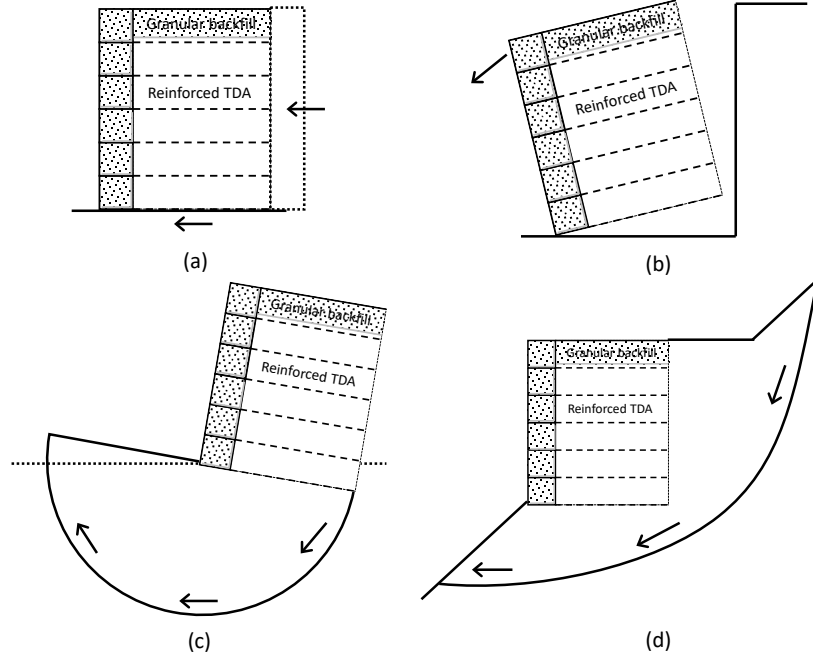 Granular backfill
Reinforced TDA
(a)
Granular backfill
Reinforced TDA
(b)
Granular backfill
Reinforced TDA
(c)
Granular backfill
Reinforced TDA
(d)